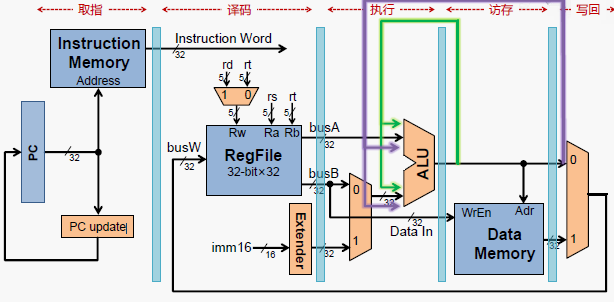 取指
译码
执行
访存
写回
Instruction
Memory
Address
Instruction Word
32
rd
rt
5
5
1
0
rs
rt
5
5
5
Rw
Ra
Rb
RegFile
32-bit×32
busW
32
busA
32
busB
32
PC
32
PC update
imm16
16
Extender
32
0
1
32
ALU
Data In
32
WrEn
Adr
Data
Memory
32
0
1